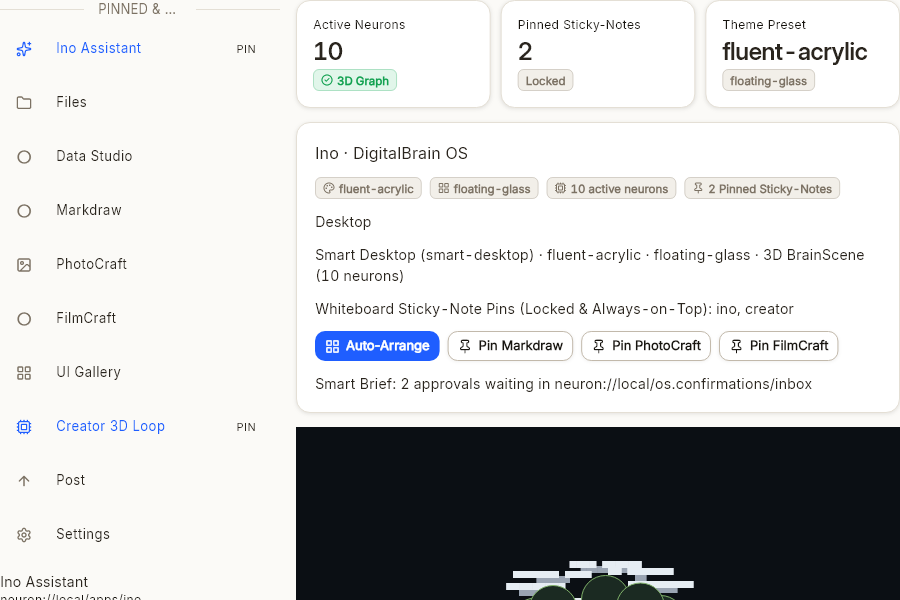 PINNED & ...
Ino Assistant PIN
Files
Data Studio
Markdraw
PhotoCraft
FilmCraft
UI Gallery
Creator 3D Loop PIN
Post
Settings
Ino Assistant
neuron://local/apps/ino
Active Neurons
10
3D Graph
Pinned Sticky-Notes
2
Locked
Theme Preset
fluent-acrylic
floating-glass
Ino · DigitalBrain OS
fluent-acrylic floating-glass 10 active neurons 2 Pinned Sticky-Notes
Desktop
Smart Desktop (smart-desktop) · fluent-acrylic · floating-glass · 3D BrainScene
(10 neurons)
Whiteboard Sticky-Note Pins (Locked & Always-on-Top): ino, creator
Auto-Arrange Pin Markdraw Pin PhotoCraft Pin FilmCraft
Smart Brief: 2 approvals waiting in neuron://local/os.confirmations/inbox